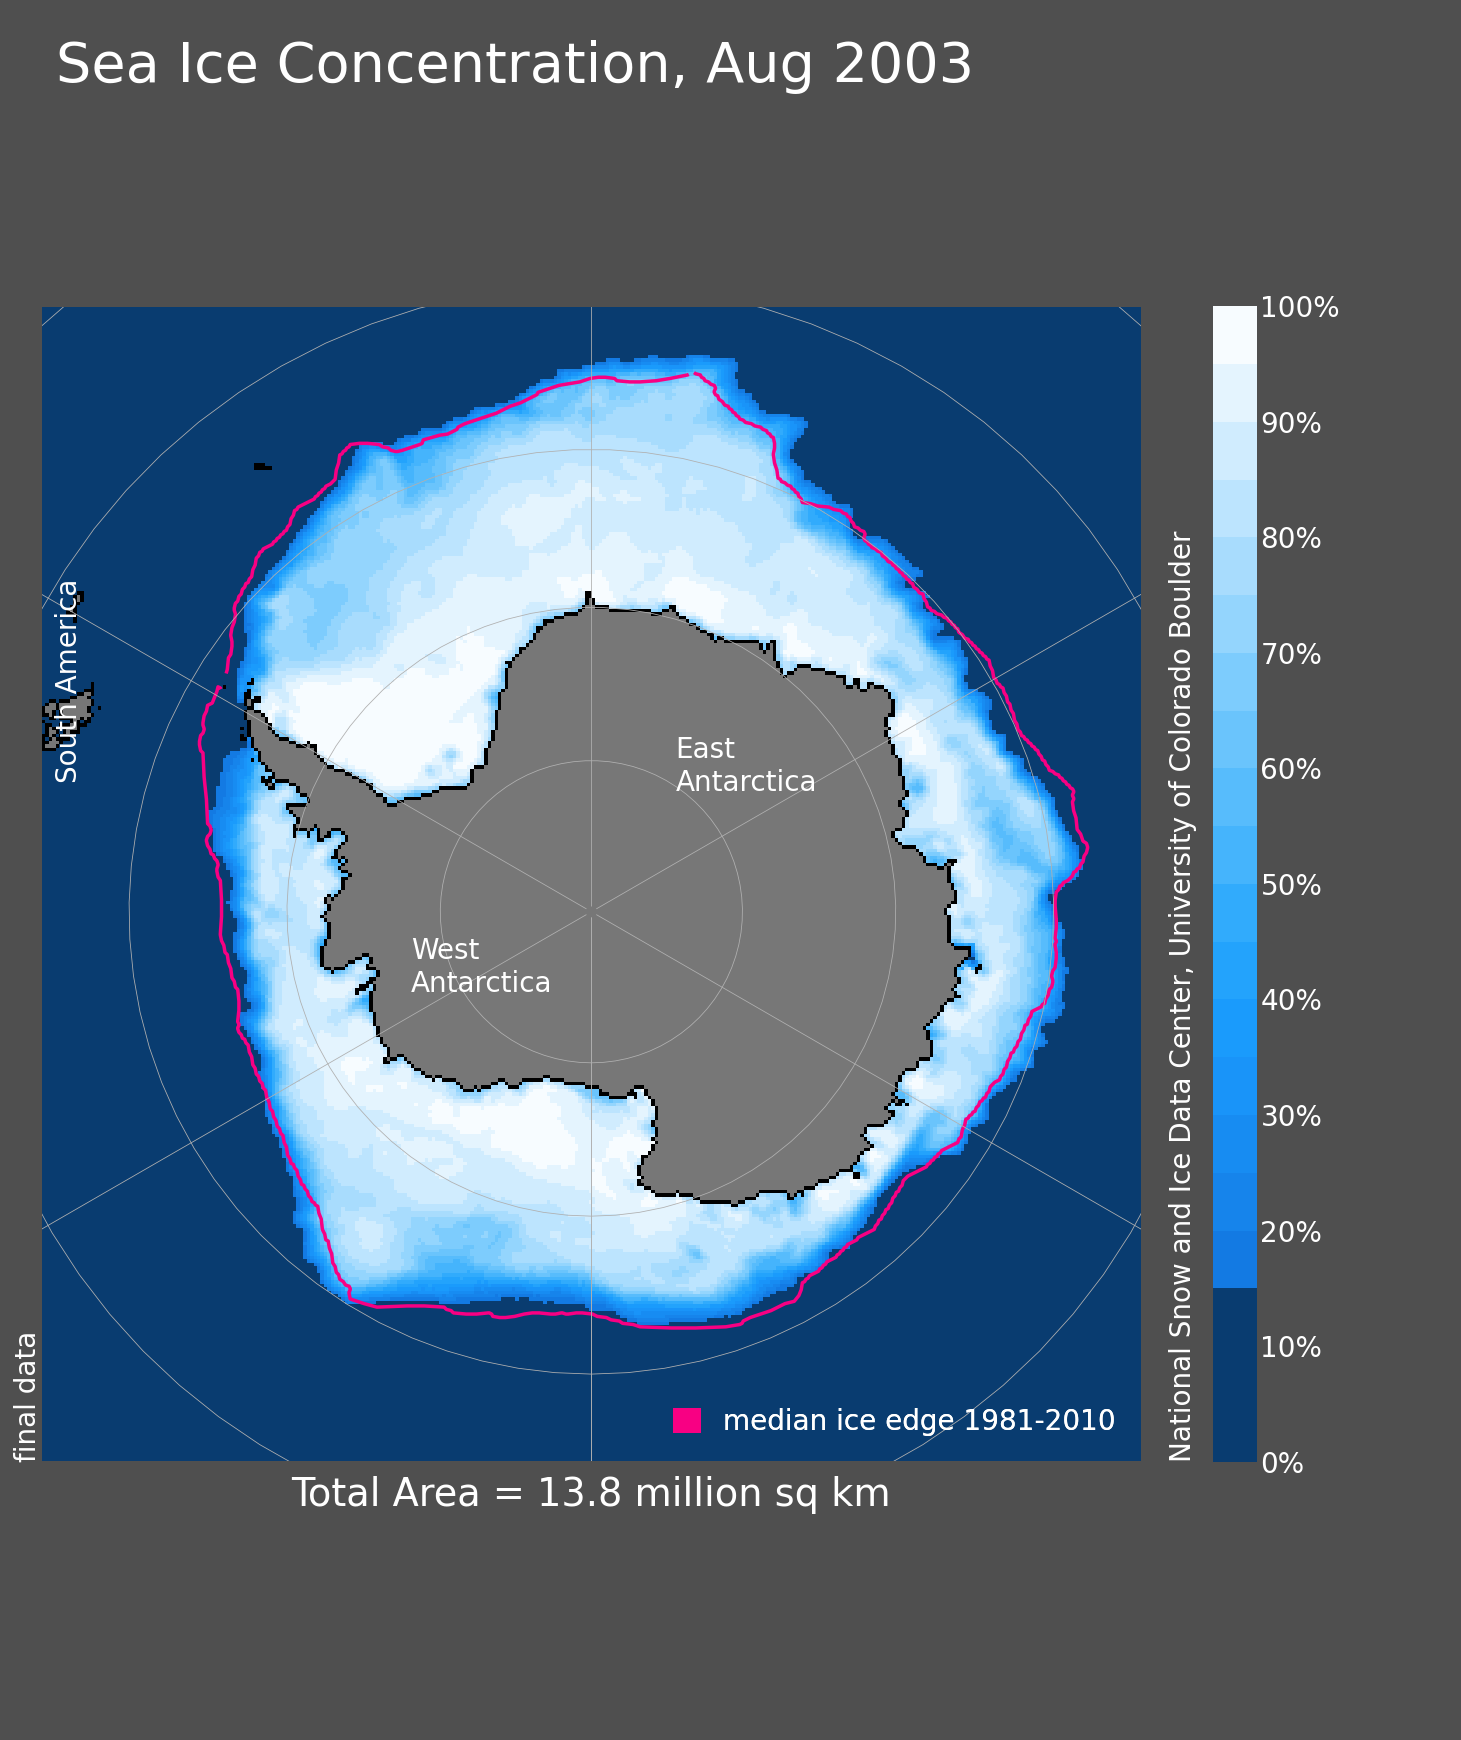 Sea Ice Concentration, Aug 2003
South America
East
Antarctica
West
Antarctica
median ice edge 1981-2010
final data
Total Area = 13.8 million sq km
National Snow and Ice Data Center, University of Colorado Boulder
100%
90%
80%
70%
60%
50%
40%
30%
20%
10%
0%